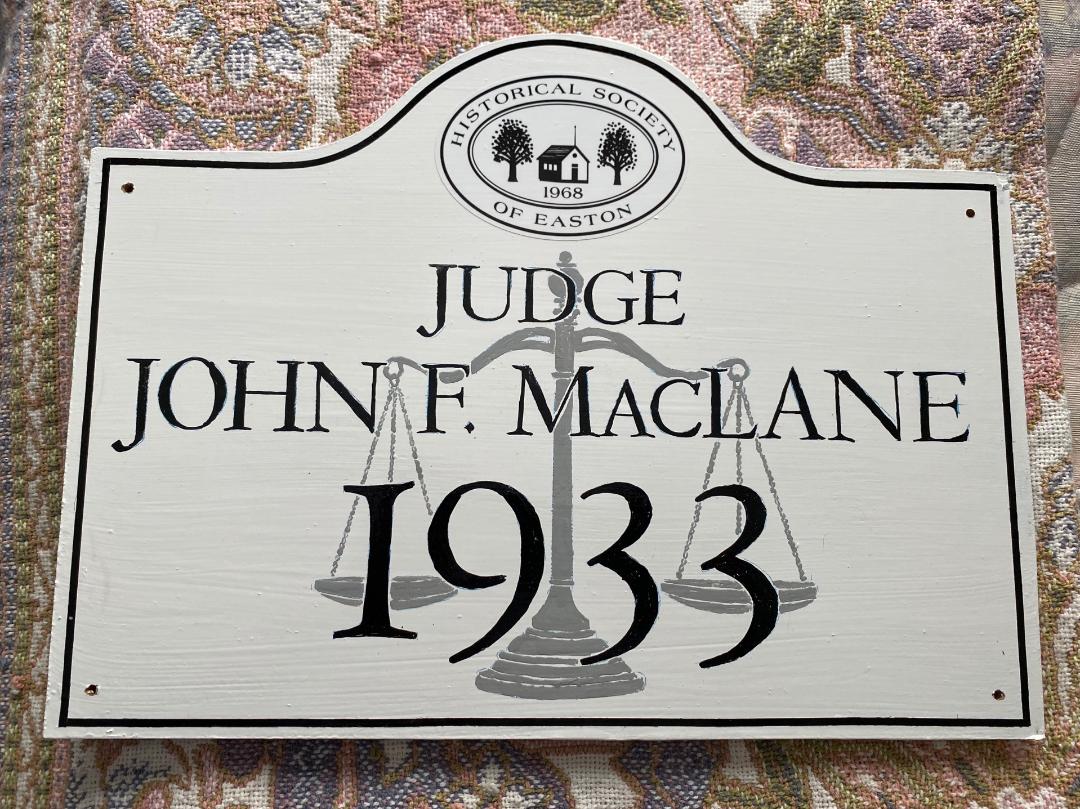 HISTORICAL SOCIETY
1968
OF EASTON
JUDGE
JOHN F. MACLANE
1933